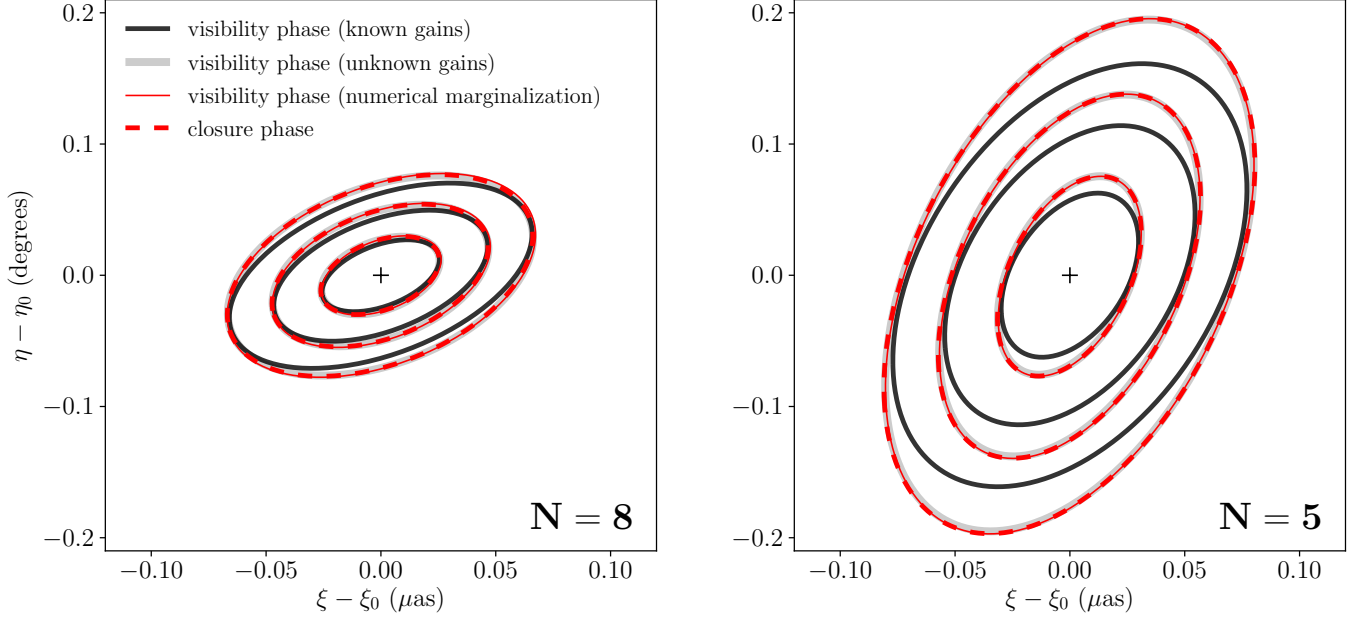 0.2
0.1
0.0
−0.1
−0.2
η − η₀ (degrees)
visibility phase (known gains)
visibility phase (unknown gains)
visibility phase (numerical marginalization)
closure phase
N = 8
−0.10 −0.05 0.00 0.05 0.10
ξ − ξ₀ (μas)
0.2
0.1
0.0
−0.1
−0.2
N = 5
−0.10 −0.05 0.00 0.05 0.10
ξ − ξ₀ (μas)